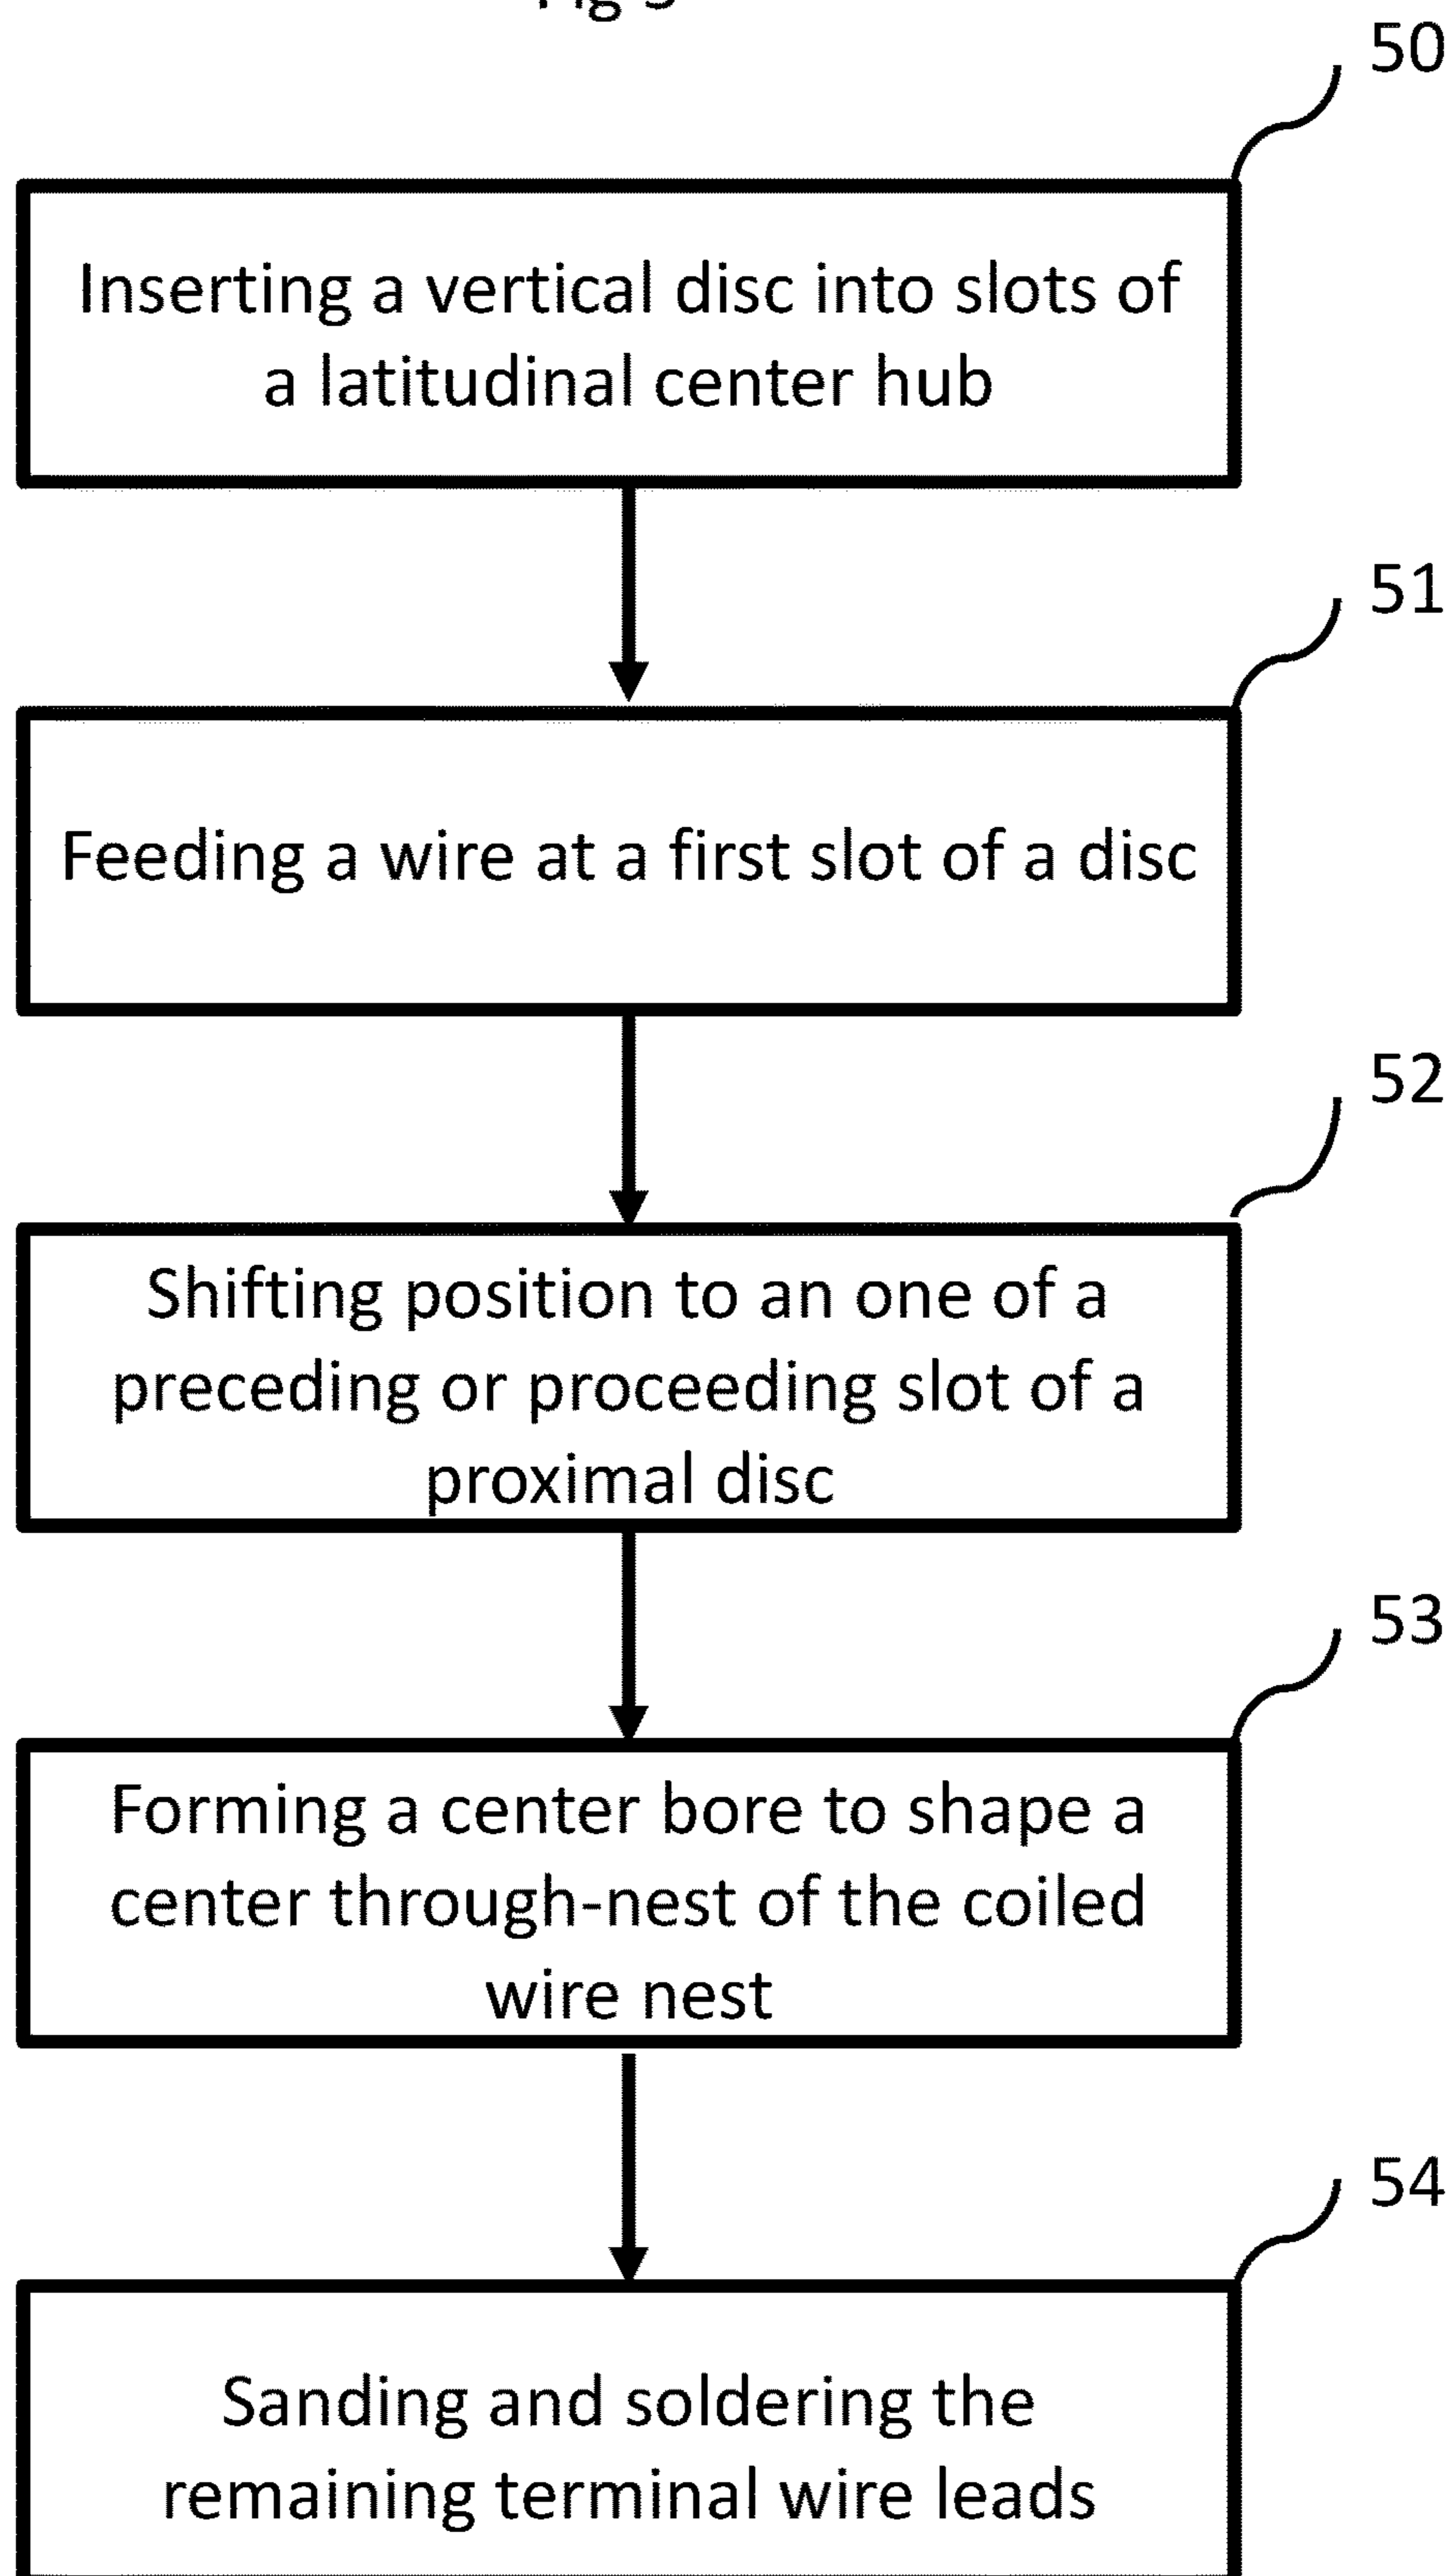 50
Inserting a vertical disc into slots of
a latitudinal center hub
51
Feeding a wire at a first slot of a disc
52
Shifting position to an one of a
preceding or proceeding slot of a
proximal disc
53
Forming a center bore to shape a
center through-nest of the coiled
wire nest
54
Sanding and soldering the
remaining terminal wire leads